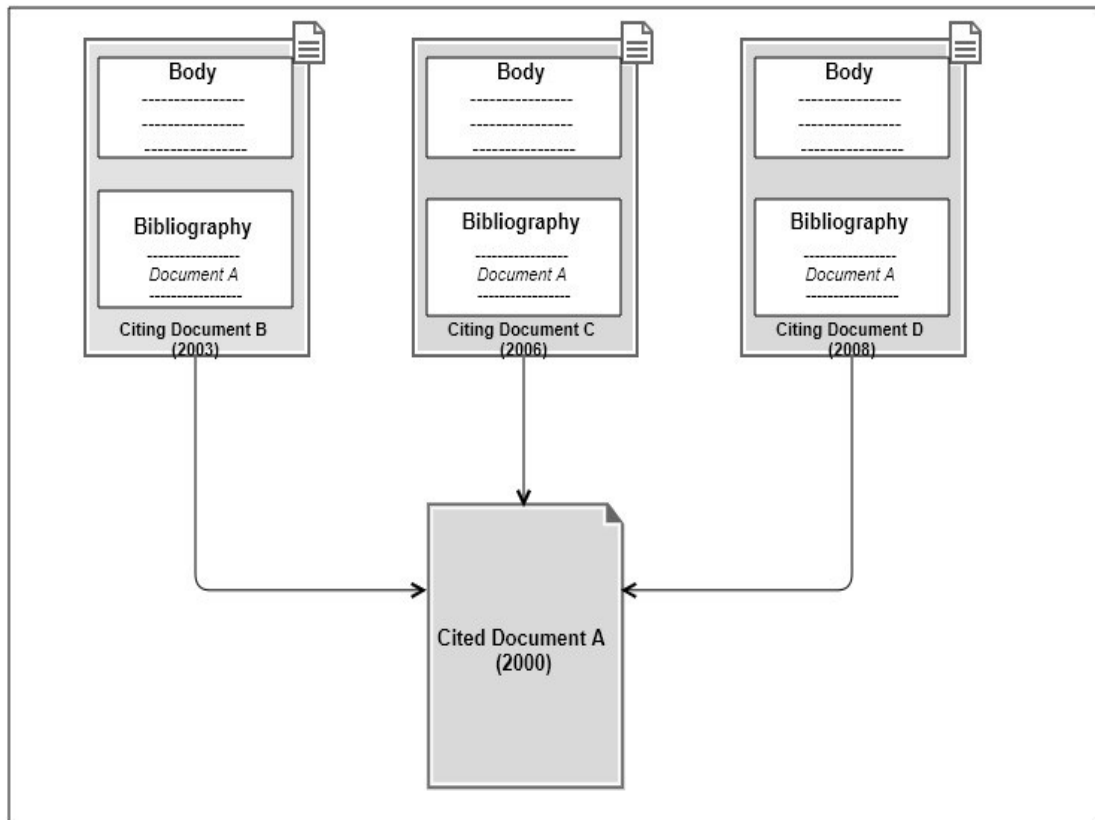 Body
Bibliography
Document A
Citing Document B
(2003)
Body
Bibliography
Document A
Citing Document C
(2006)
Body
Bibliography
Document A
Citing Document D
(2008)
Cited Document A
(2000)